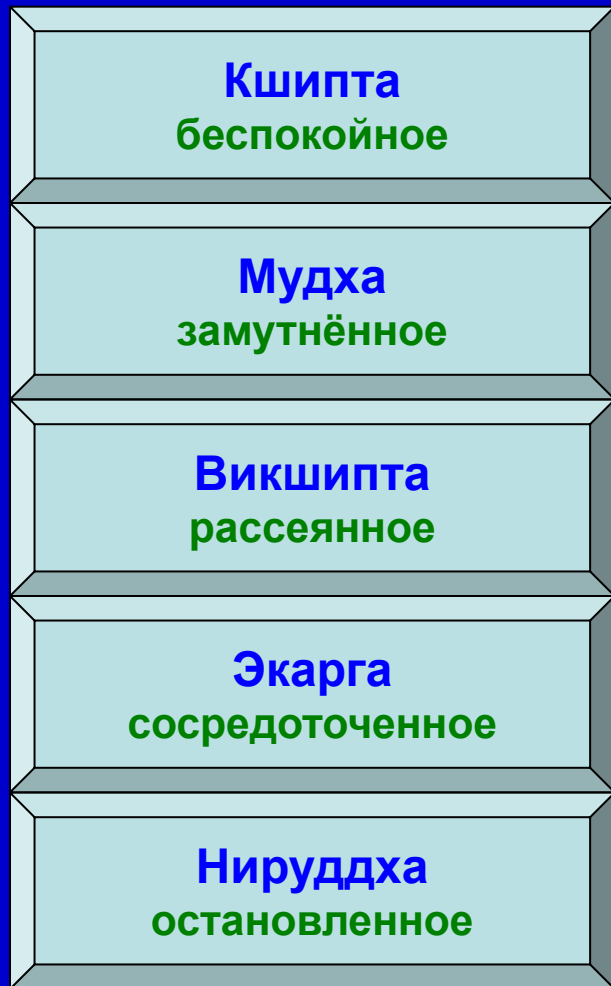 Кшипта
беспокойное
Мудха
замутнённое
Викшипта
рассеянное
Экарга
сосредоточенное
Нируддха
остановленное